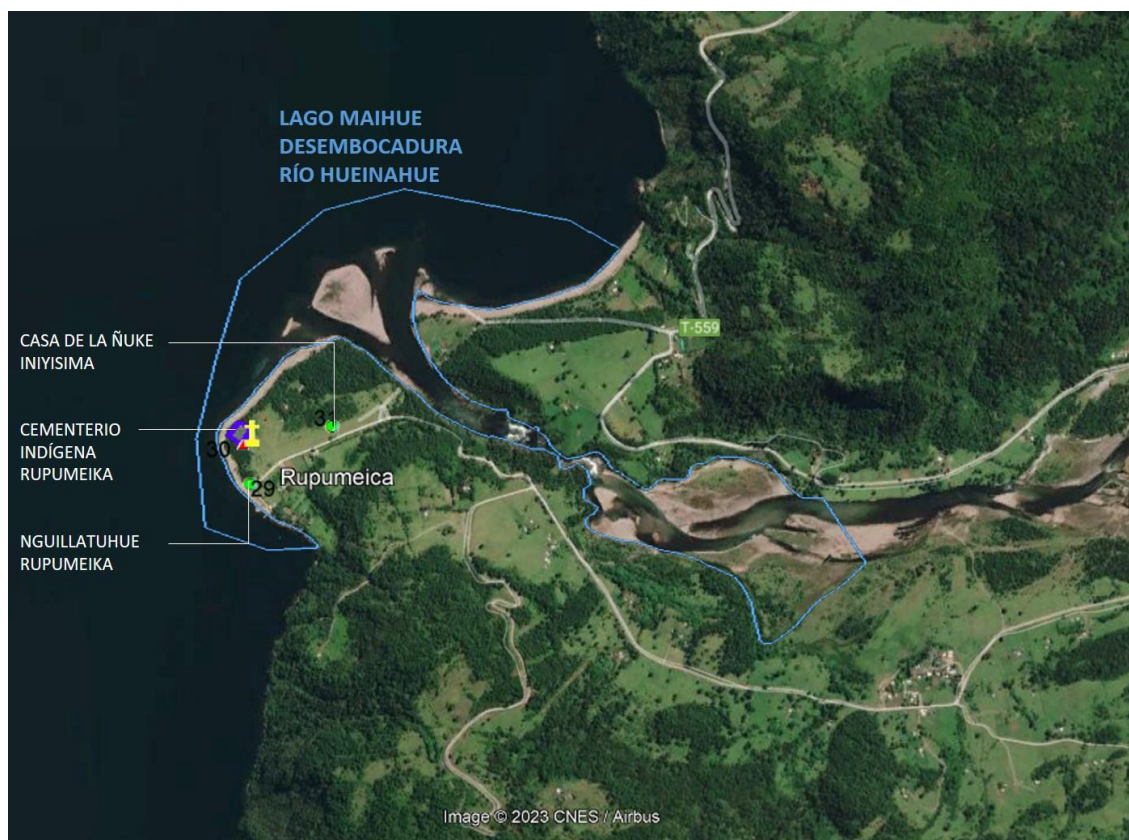 LAGO MAIHUE
DESEMBOCADURA
RÍO HUEINAHUE
T-559
CASA DE LA ÑUKE
INIYISIMA
31
CEMENTERIO
INDÍGENA
RUPUMEIKA
30
Rupumeica
29
NGUILLATUHUE
RUPUMEIKA
Image © 2023 CNES / Airbus